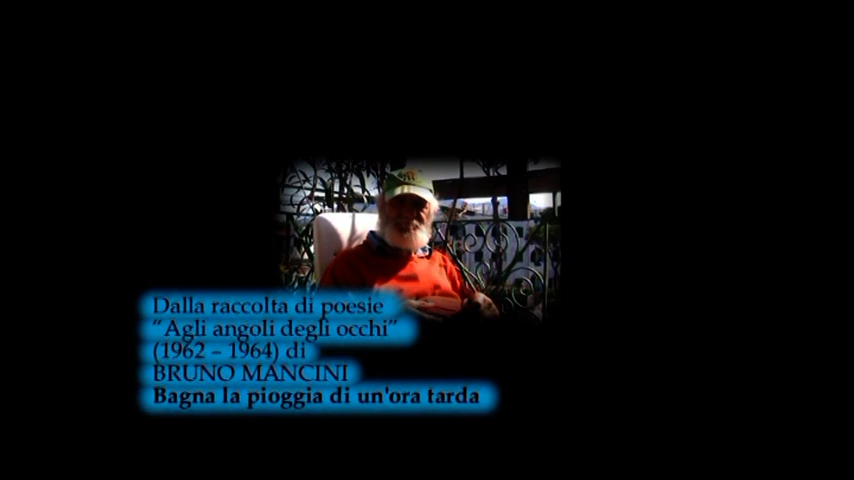 Dalla raccolta di poesie
“Agli angoli degli occhi”
(1962 – 1964) di
BRUNO MANCINI
Bagna la pioggia di un'ora tarda